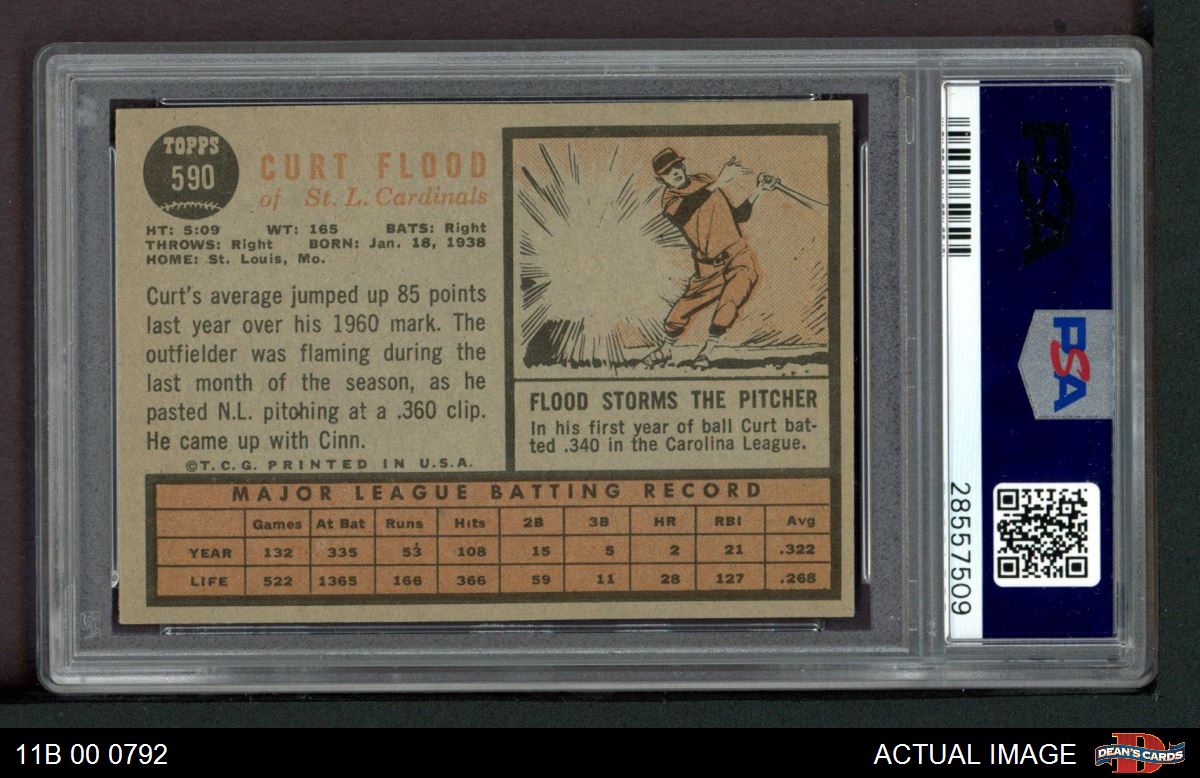 TOPPS
590
CURT FLOOD
of St. L. Cardinals
HT: 5:09 WT: 165 BATS: Right
THROWS: Right BORN: Jan. 18, 1938
HOME: St. Louis, Mo.
Curt's average jumped up 85 points
last year over his 1960 mark. The
outfielder was flaming during the
last month of the season, as he
pasted N.L. pitching at a .360 clip.
He came up with Cinn.
©T.C.G. PRINTED IN U.S.A.
FLOOD STORMS THE PITCHER
In his first year of ball Curt bat-
ted .340 in the Carolina League.
MAJOR LEAGUE BATTING RECORD
Games At Bat Runs Hits 2B 3B HR RBI Avg
YEAR 132 335 53 108 15 5 2 21 .322
LIFE 522 1365 166 366 59 11 28 127 .268
PSA
PSA
28557509
11B 00 0792
ACTUAL IMAGE
DEAN'S CARDS